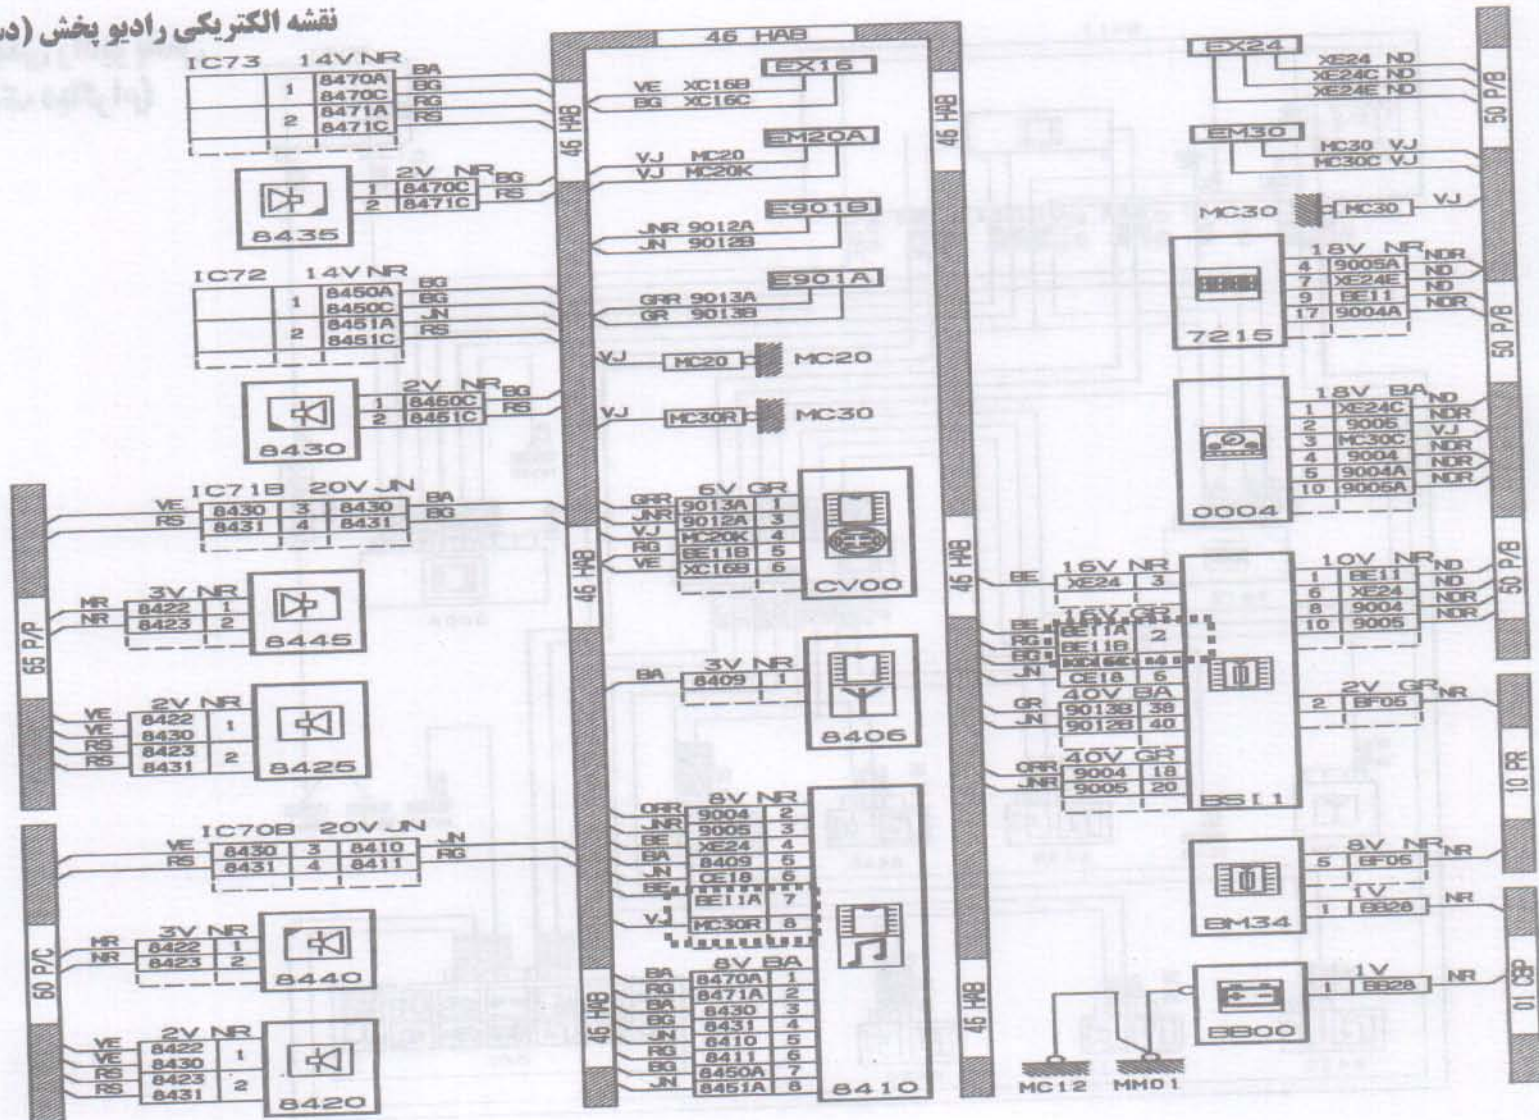 نقشه الکتریکی رادیو پخش
46 HAB
IC73 14V NR
1 8470A BA
8470C BG
2 8471A RG
8471C RS
2V NR
1 8470C BG
2 8471C RS
8435
IC72 14V NR
1 8450A BG
8450C BG
2 8451A JN
8451C RS
2V NR
1 8450C BG
2 8451C RS
8430
IC71B 20V JN
VE 8430 3 8430 BA
RS 8431 4 8431 BG
3V NR
MR 8422 1
NR 8423 2
8445
2V NR
VE 8422 1
VE 8430
RS 8423 2
RS 8431
8425
65 P/P
IC70B 20V JN
VE 8430 3 8410 JN
RS 8431 4 8411 RG
3V NR
MR 8422 1
NR 8423 2
8440
2V NR
VE 8422 1
VE 8430
RS 8423 2
RS 8431
8420
60 P/C
46 HAB
46 HAB
46 HAB
EX16
VE XC16B
BG XC16C
EM20A
VJ MC20
VJ MC20K
E901B
JNR 9012A
JN 9012B
E901A
GRR 9013A
GR 9013B
VJ MC20 MC20
VJ MC30R MC30
6V GR
GRR 9013A 1
JNR 9012A 3
VJ MC20K 4
RG BE11B 5
VE XC16B 6
CV00
3V NR
BA 8409 1
8406
8V NR
9004 2
JNR 9005 3
BE XE24 4
BA 8409 5
JN CE18 6
BE BE11A 7
VJ MC30R 8
8V BA
BA 8470A 1
RG 8471A 2
BA 8430 3
BG 8431 4
JN 8410 5
RG 8411 6
BG 8450A 7
JN 8451A 8
8410
46 HAB
46 HAB
46 HAB
EX24
XE24 ND
XE24C ND
XE24E ND
EM30
MC30 VJ
MC30C VJ
MC30 MC30 VJ
18V NR
4 9005A NDR
7 XE24E ND
9 BE11 ND
17 9004A NDR
7215
18V BA
1 XE24C ND
2 9005 NDR
3 MC30C VJ
4 9004 NDR
5 9004A NDR
10 9005A NDR
0004
16V NR
BE XE24 3
16V GR
BE BE11A 2
RG BE11B
BG 4
JN CE18 6
40V BA
GR 9013B 38
JN 9012B 40
40V GR
9004 18
JNR 9005 20
10V NR
1 BE11 ND
6 XE24 ND
8 9004 NDR
10 9005 NDR
2V GR
2 BF05 NR
BSI1
8V NR
5 BF05 NR
1V
1 BB28 NR
BM34
1V
1 BB28 NR
BB00
MC12 MM01
50 P/B
50 P/B
50 P/B
10 PR
01 CBP